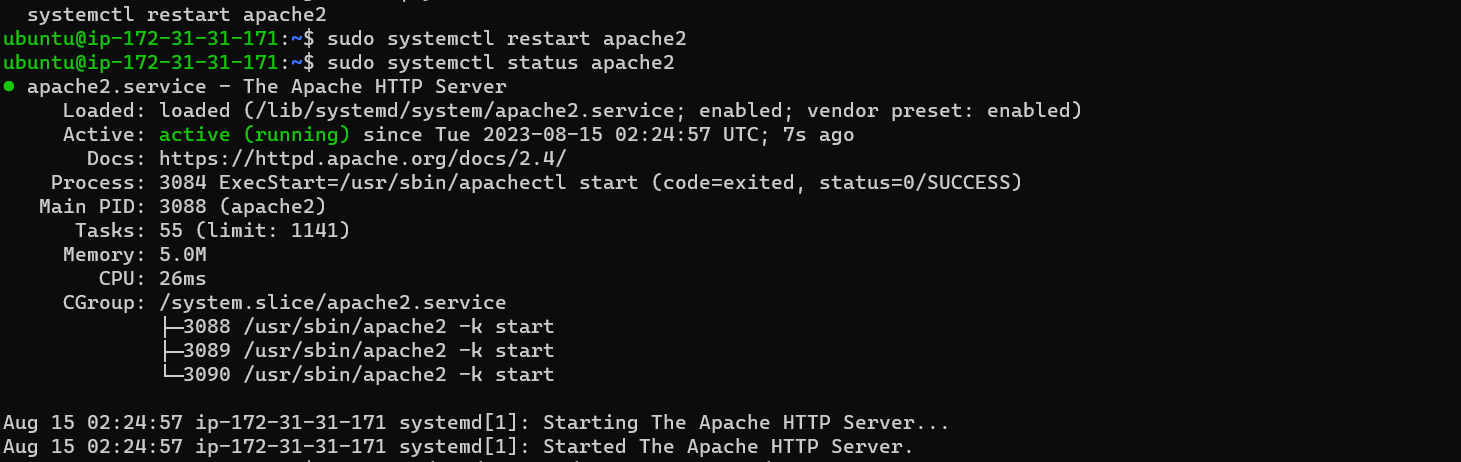 systemctl restart apache2
ubuntu@ip-172-31-31-171:~$ sudo systemctl restart apache2
ubuntu@ip-172-31-31-171:~$ sudo systemctl status apache2
● apache2.service - The Apache HTTP Server
Loaded: loaded (/lib/systemd/system/apache2.service; enabled; vendor preset: enabled)
Active: active (running) since Tue 2023-08-15 02:24:57 UTC; 7s ago
Docs: https://httpd.apache.org/docs/2.4/
Process: 3084 ExecStart=/usr/sbin/apachectl start (code=exited, status=0/SUCCESS)
Main PID: 3088 (apache2)
Tasks: 55 (limit: 1141)
Memory: 5.0M
CPU: 26ms
CGroup: /system.slice/apache2.service
├─3088 /usr/sbin/apache2 -k start
├─3089 /usr/sbin/apache2 -k start
└─3090 /usr/sbin/apache2 -k start
Aug 15 02:24:57 ip-172-31-31-171 systemd[1]: Starting The Apache HTTP Server...
Aug 15 02:24:57 ip-172-31-31-171 systemd[1]: Started The Apache HTTP Server.